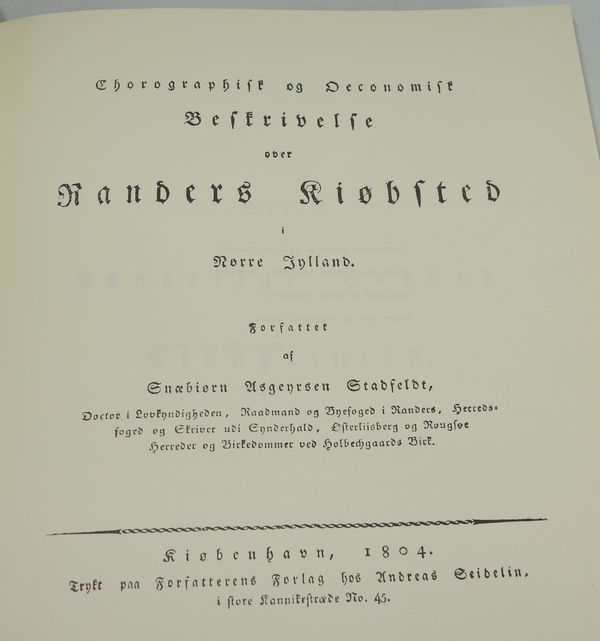 Chorographisk og Oeconomisk
Beskrivelse
over
Randers Kiøbsted
i
Nørre Jylland.
Forfattet
af
Snæbiørn Asgeyrsen Stadfeldt,
Doctor i Lovkyndigheden, Raadmand og Byefoged i Randers, Herreds-
foged og Skriver udi Synderhald, Østerliisberg og Rougsøe
Herreder og Birkedommer ved Holbechgaards Birk.
Kiøbenhavn, 1804.
Trykt paa Forfatterens Forlag hos Andreas Seidelin,
i store Kannikestræde No. 45.